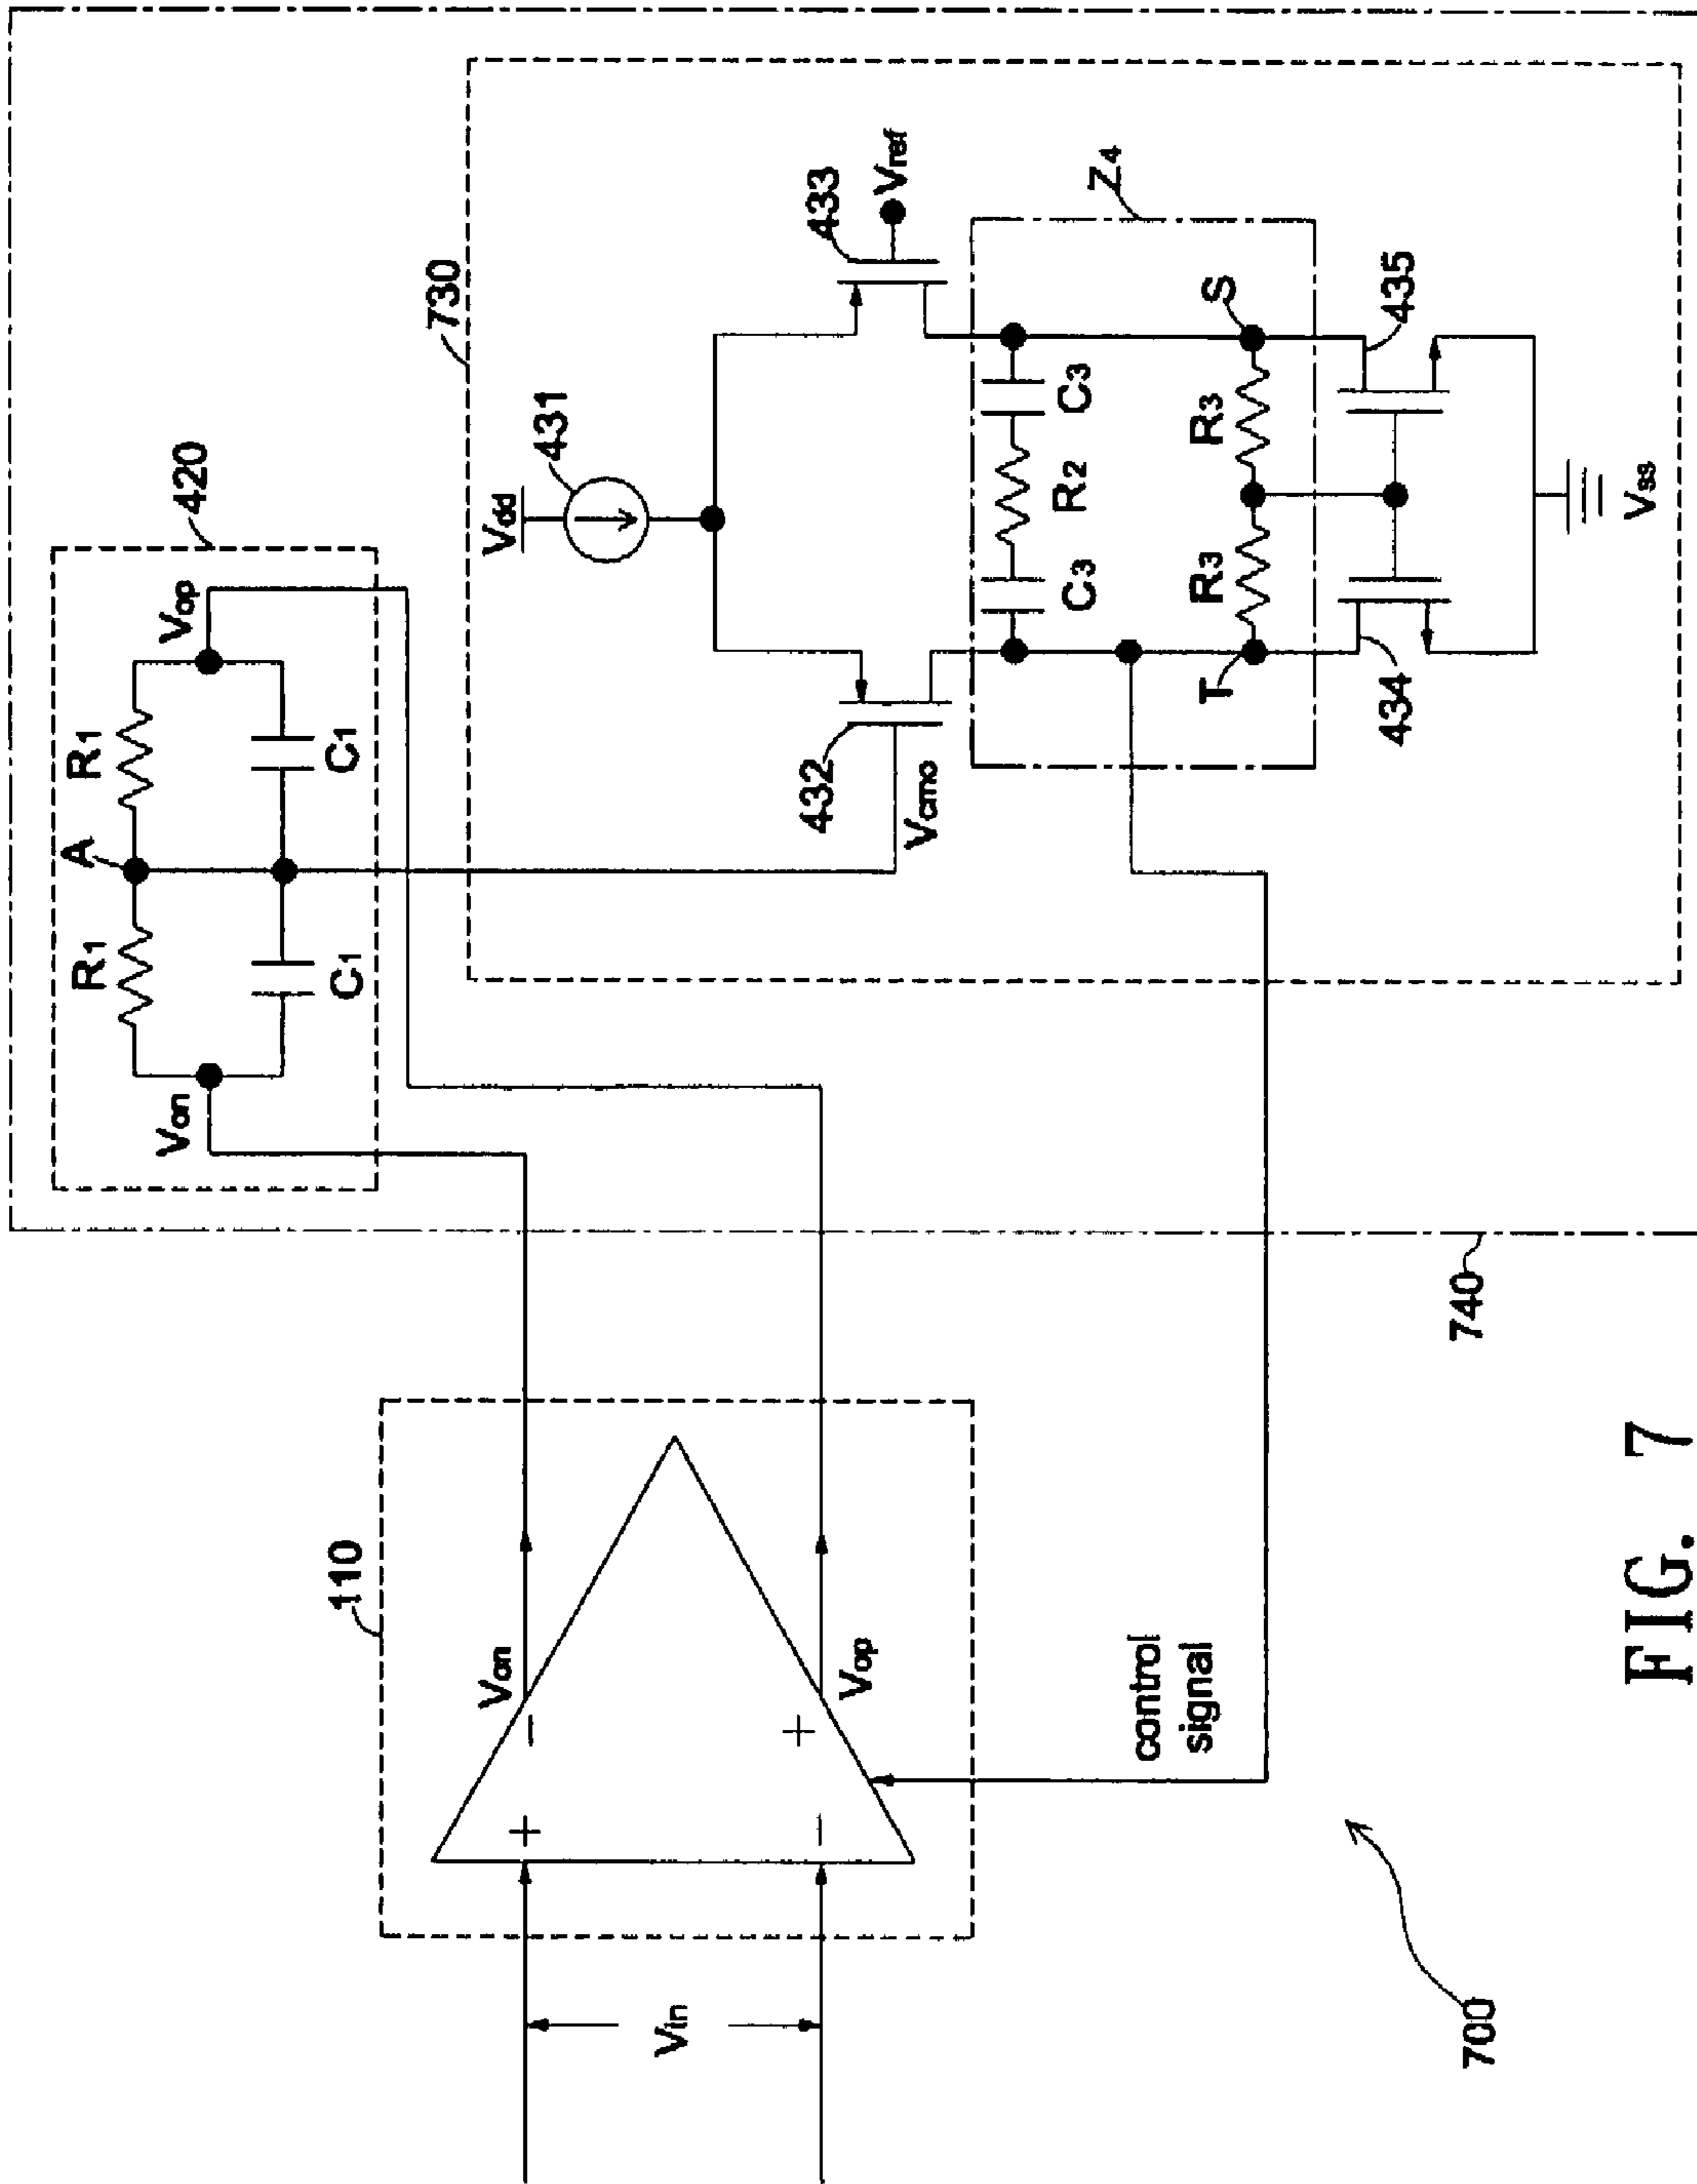 740
420
R1
A
R1
Von
Vop
C1
C1
730
Vdd
431
432
433
Vref
Vcmo
Z4
C3
R2
C3
T
R3
R3
S
434
435
Vss
110
Vin
+
−
Von
−
+
Vop
control
signal
700
FIG. 7